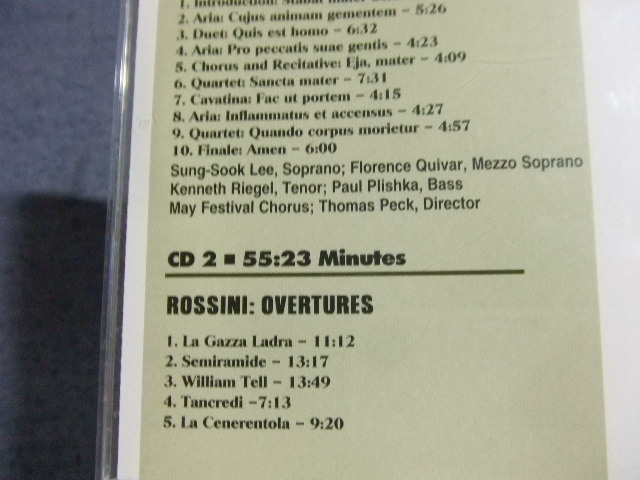 1. Introduction: Stabat mater
2. Aria: Cujus animam gementem – 5:26
3. Duet: Quis est homo – 6:32
4. Aria: Pro peccatis suae gentis – 4:23
5. Chorus and Recitative: Eja, mater – 4:09
6. Quartet: Sancta mater – 7:31
7. Cavatina: Fac ut portem – 4:15
8. Aria: Inflammatus et accensus – 4:27
9. Quartet: Quando corpus morietur – 4:57
10. Finale: Amen – 6:00
Sung-Sook Lee, Soprano; Florence Quivar, Mezzo Soprano
Kenneth Riegel, Tenor; Paul Plishka, Bass
May Festival Chorus; Thomas Peck, Director
CD 2 ■ 55:23 Minutes
ROSSINI: OVERTURES
1. La Gazza Ladra – 11:12
2. Semiramide – 13:17
3. William Tell – 13:49
4. Tancredi –7:13
5. La Cenerentola – 9:20